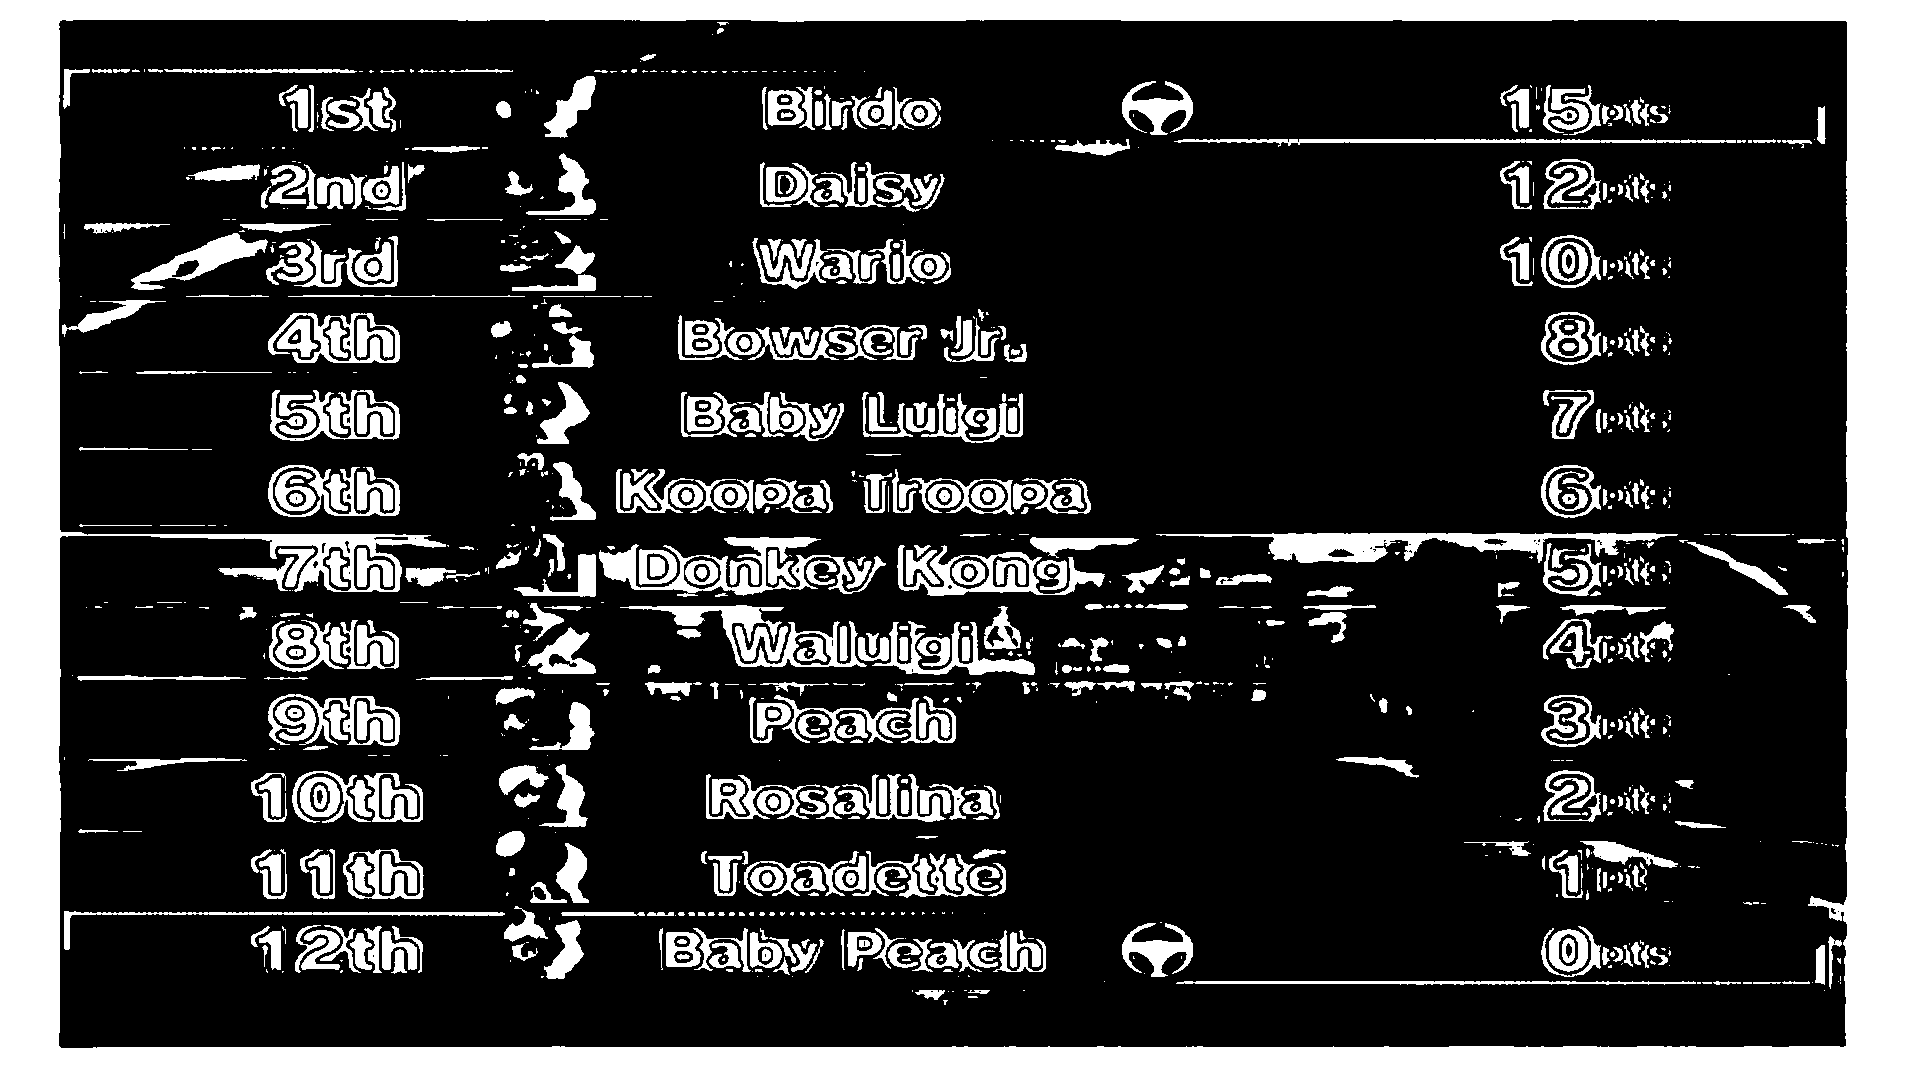 1st Birdo 15pts
2nd Daisy 12pts
3rd Wario 10pts
4th Bowser Jr. 8pts
5th Baby Luigi 7pts
6th Koopa Troopa 6pts
7th Donkey Kong 5pts
8th Waluigi 4pts
9th Peach 3pts
10th Rosalina 2pts
11th Toadette 1pt
12th Baby Peach 0pts